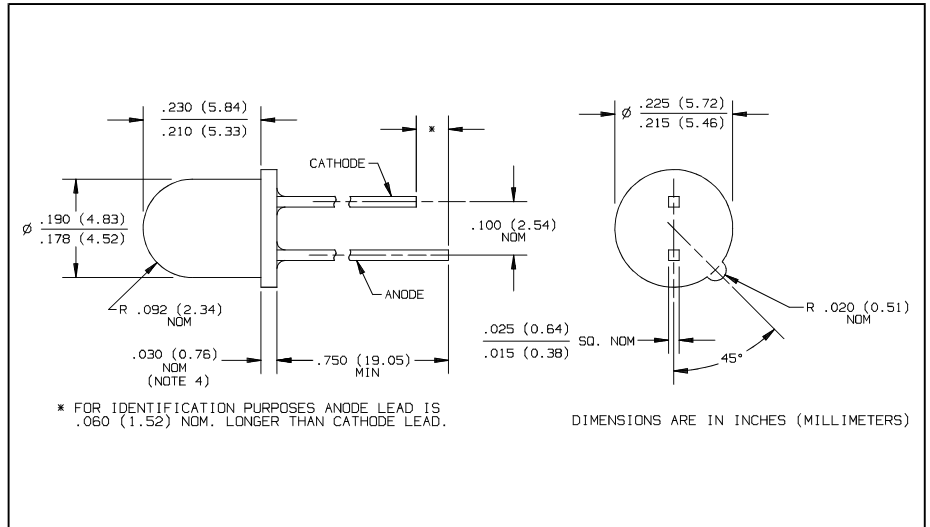 .230 (5.84)
.210 (5.33)
*
CATHODE
Ø .190 (4.83)
.178 (4.52)
.100 (2.54)
NOM
ANODE
R .092 (2.34)
NOM
.030 (0.76)
NOM
(NOTE 4)
.750 (19.05)
MIN
* FOR IDENTIFICATION PURPOSES ANODE LEAD IS
.060 (1.52) NOM. LONGER THAN CATHODE LEAD.
Ø .225 (5.72)
.215 (5.46)
R .020 (0.51)
NOM
.025 (0.64)
.015 (0.38) SQ. NOM
45°
DIMENSIONS ARE IN INCHES (MILLIMETERS)